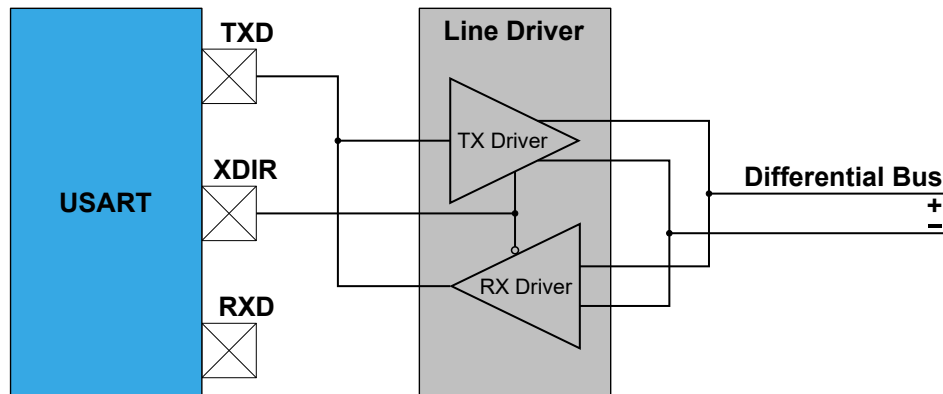 TXD
Line Driver
TX Driver
XDIR
USART
Differential Bus
+
−
RX Driver
RXD